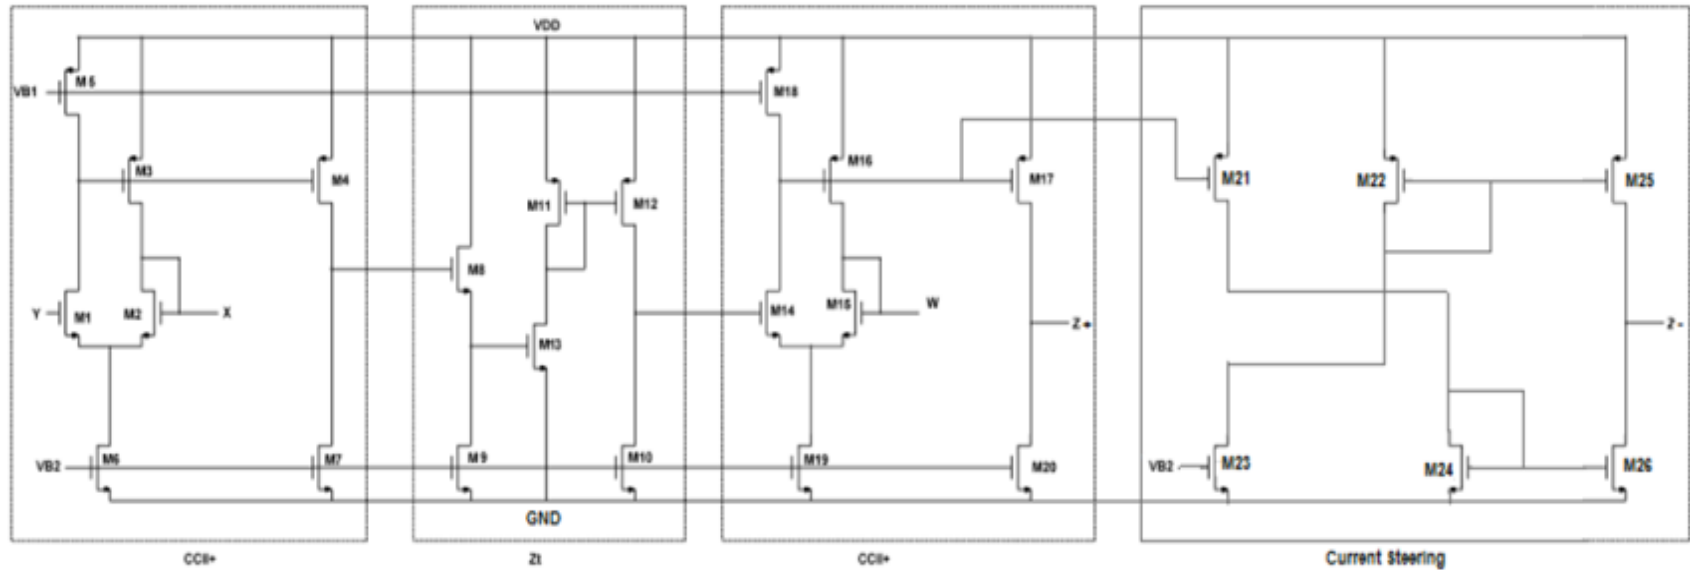 VDD
VB1
M5
M18
M3
M4
M11
M12
M16
M17
M21
M22
M25
M8
Y
M1
M2
X
M13
M14
M15
W
Z+
Z-
VB2
M6
M7
M9
M10
M19
M20
VB2
M23
M24
M26
GND
CCII+
Zt
CCII+
Current Steering